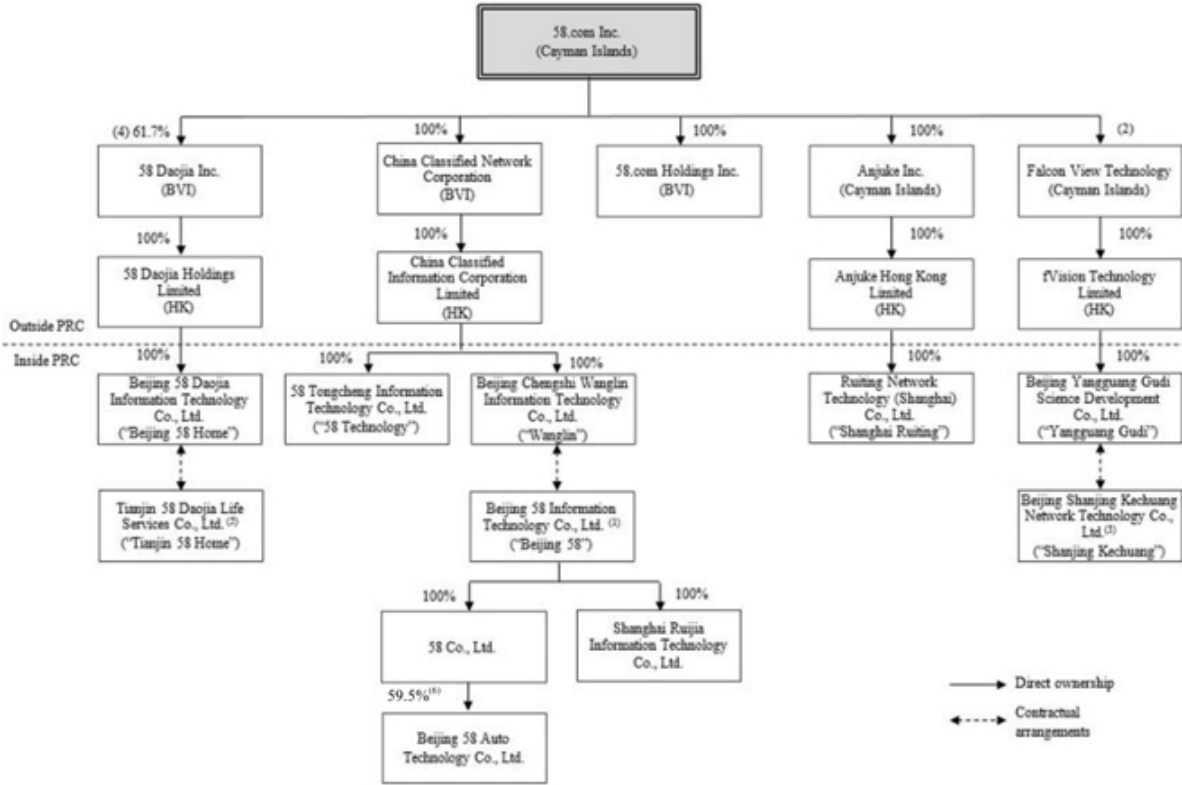 58.com Inc.
(Cayman Islands)
(4) 61.7%
100%
100%
100%
(2)
58 Daojia Inc.
(BVI)
China Classified Network
Corporation
(BVI)
58.com Holdings Inc.
(BVI)
Anjuke Inc.
(Cayman Islands)
Falcon View Technology
(Cayman Islands)
100%
100%
100%
100%
58 Daojia Holdings
Limited
(HK)
China Classified
Information Corporation
Limited
(HK)
Anjuke Hong Kong
Limited
(HK)
fVision Technology
Limited
(HK)
Outside PRC
Inside PRC
100%
100%
100%
100%
100%
Beijing 58 Daojia
Information Technology
Co., Ltd.
("Beijing 58 Home")
58 Tongcheng Information
Technology Co., Ltd.
("58 Technology")
Beijing Chengshi Wanglin
Information Technology
Co., Ltd.
("Wanglin")
Ruiting Network
Technology (Shanghai)
Co., Ltd.
("Shanghai Ruiting")
Beijing Yangguang Gudi
Science Development
Co., Ltd.
("Yangguang Gudi")
Tianjin 58 Daojia Life
Services Co., Ltd.
("Tianjin 58 Home")
Beijing 58 Information
Technology Co., Ltd.
("Beijing 58")
Beijing Shanjing Kechuang
Network Technology Co.,
Ltd.
("Shanjing Kechuang")
100%
100%
58 Co., Ltd.
Shanghai Ruijia
Information Technology
Co., Ltd.
59.5%(6)
Beijing 58 Auto
Technology Co., Ltd.
Direct ownership
Contractual
arrangements